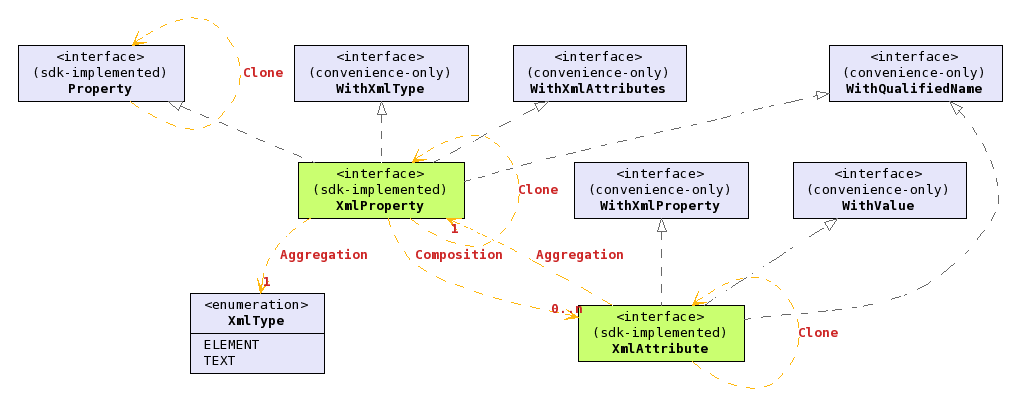 <interface>
(sdk-implemented)
Property
Clone
<interface>
(convenience-only)
WithXmlType
<interface>
(convenience-only)
WithXmlAttributes
<interface>
(convenience-only)
WithQualifiedName
<interface>
(sdk-implemented)
XmlProperty
Clone
<interface>
(convenience-only)
WithXmlProperty
<interface>
(convenience-only)
WithValue
1
Aggregation
Composition
Aggregation
1
0..n
<enumeration>
XmlType
ELEMENT
TEXT
<interface>
(sdk-implemented)
XmlAttribute
Clone